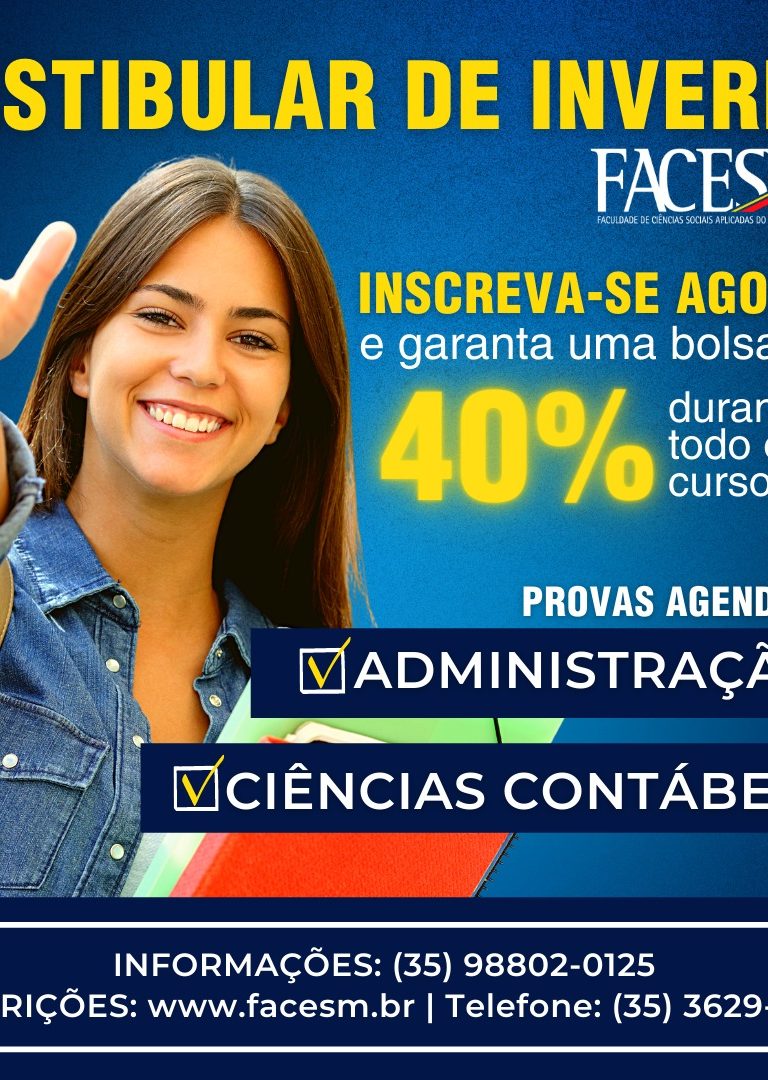 STIBULAR DE INVER
FACES
FACULDADE DE CIÊNCIAS SOCIAIS APLICADAS DO
INSCREVA-SE AGO
e garanta uma bolsa
40%
duran
todo o
curso
PROVAS AGEND
ADMINISTRAÇÃ
CIÊNCIAS CONTÁBE
INFORMAÇÕES: (35) 98802-0125
RIÇÕES: www.facesm.br | Telefone: (35) 3629-